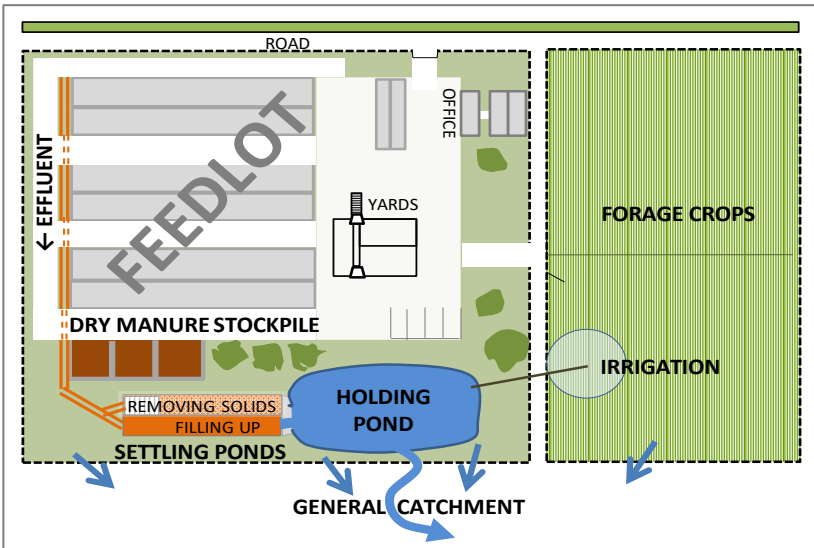 ROAD
OFFICE
← EFFLUENT
FEEDLOT
YARDS
FORAGE CROPS
DRY MANURE STOCKPILE
IRRIGATION
HOLDING
POND
REMOVING SOLIDS
FILLING UP
SETTLING PONDS
GENERAL CATCHMENT